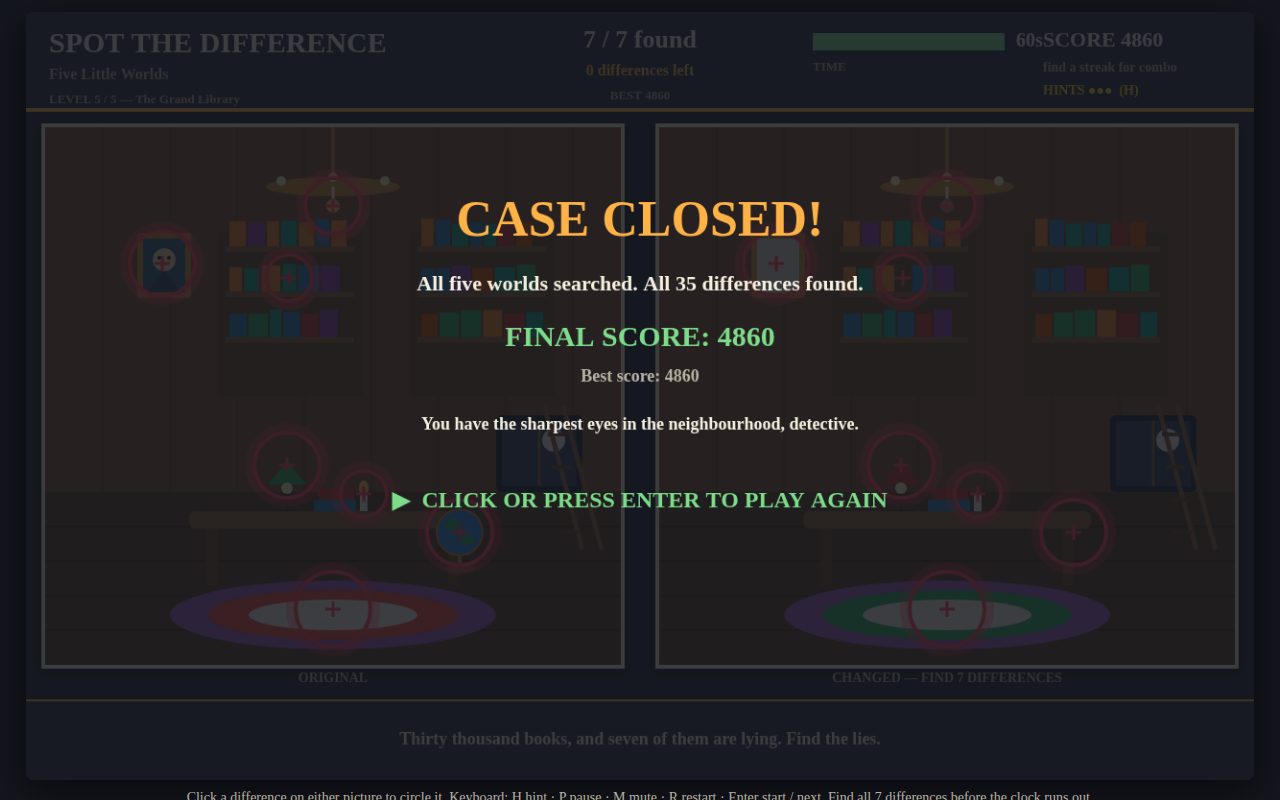 SPOT THE DIFFERENCE
Five Little Worlds
LEVEL 5 / 5 — The Grand Library
7 / 7 found
0 differences left
BEST 4860
TIME
60s
SCORE 4860
find a streak for combo
HINTS ●●● (H)
CASE CLOSED!
All five worlds searched. All 35 differences found.
FINAL SCORE: 4860
Best score: 4860
You have the sharpest eyes in the neighbourhood, detective.
▶ CLICK OR PRESS ENTER TO PLAY AGAIN
ORIGINAL
CHANGED — FIND 7 DIFFERENCES
Thirty thousand books, and seven of them are lying. Find the lies.
Click a difference on either picture to circle it. Keyboard: H hint · P pause · M mute · R restart · Enter start / next. Find all 7 differences before the clock runs out.